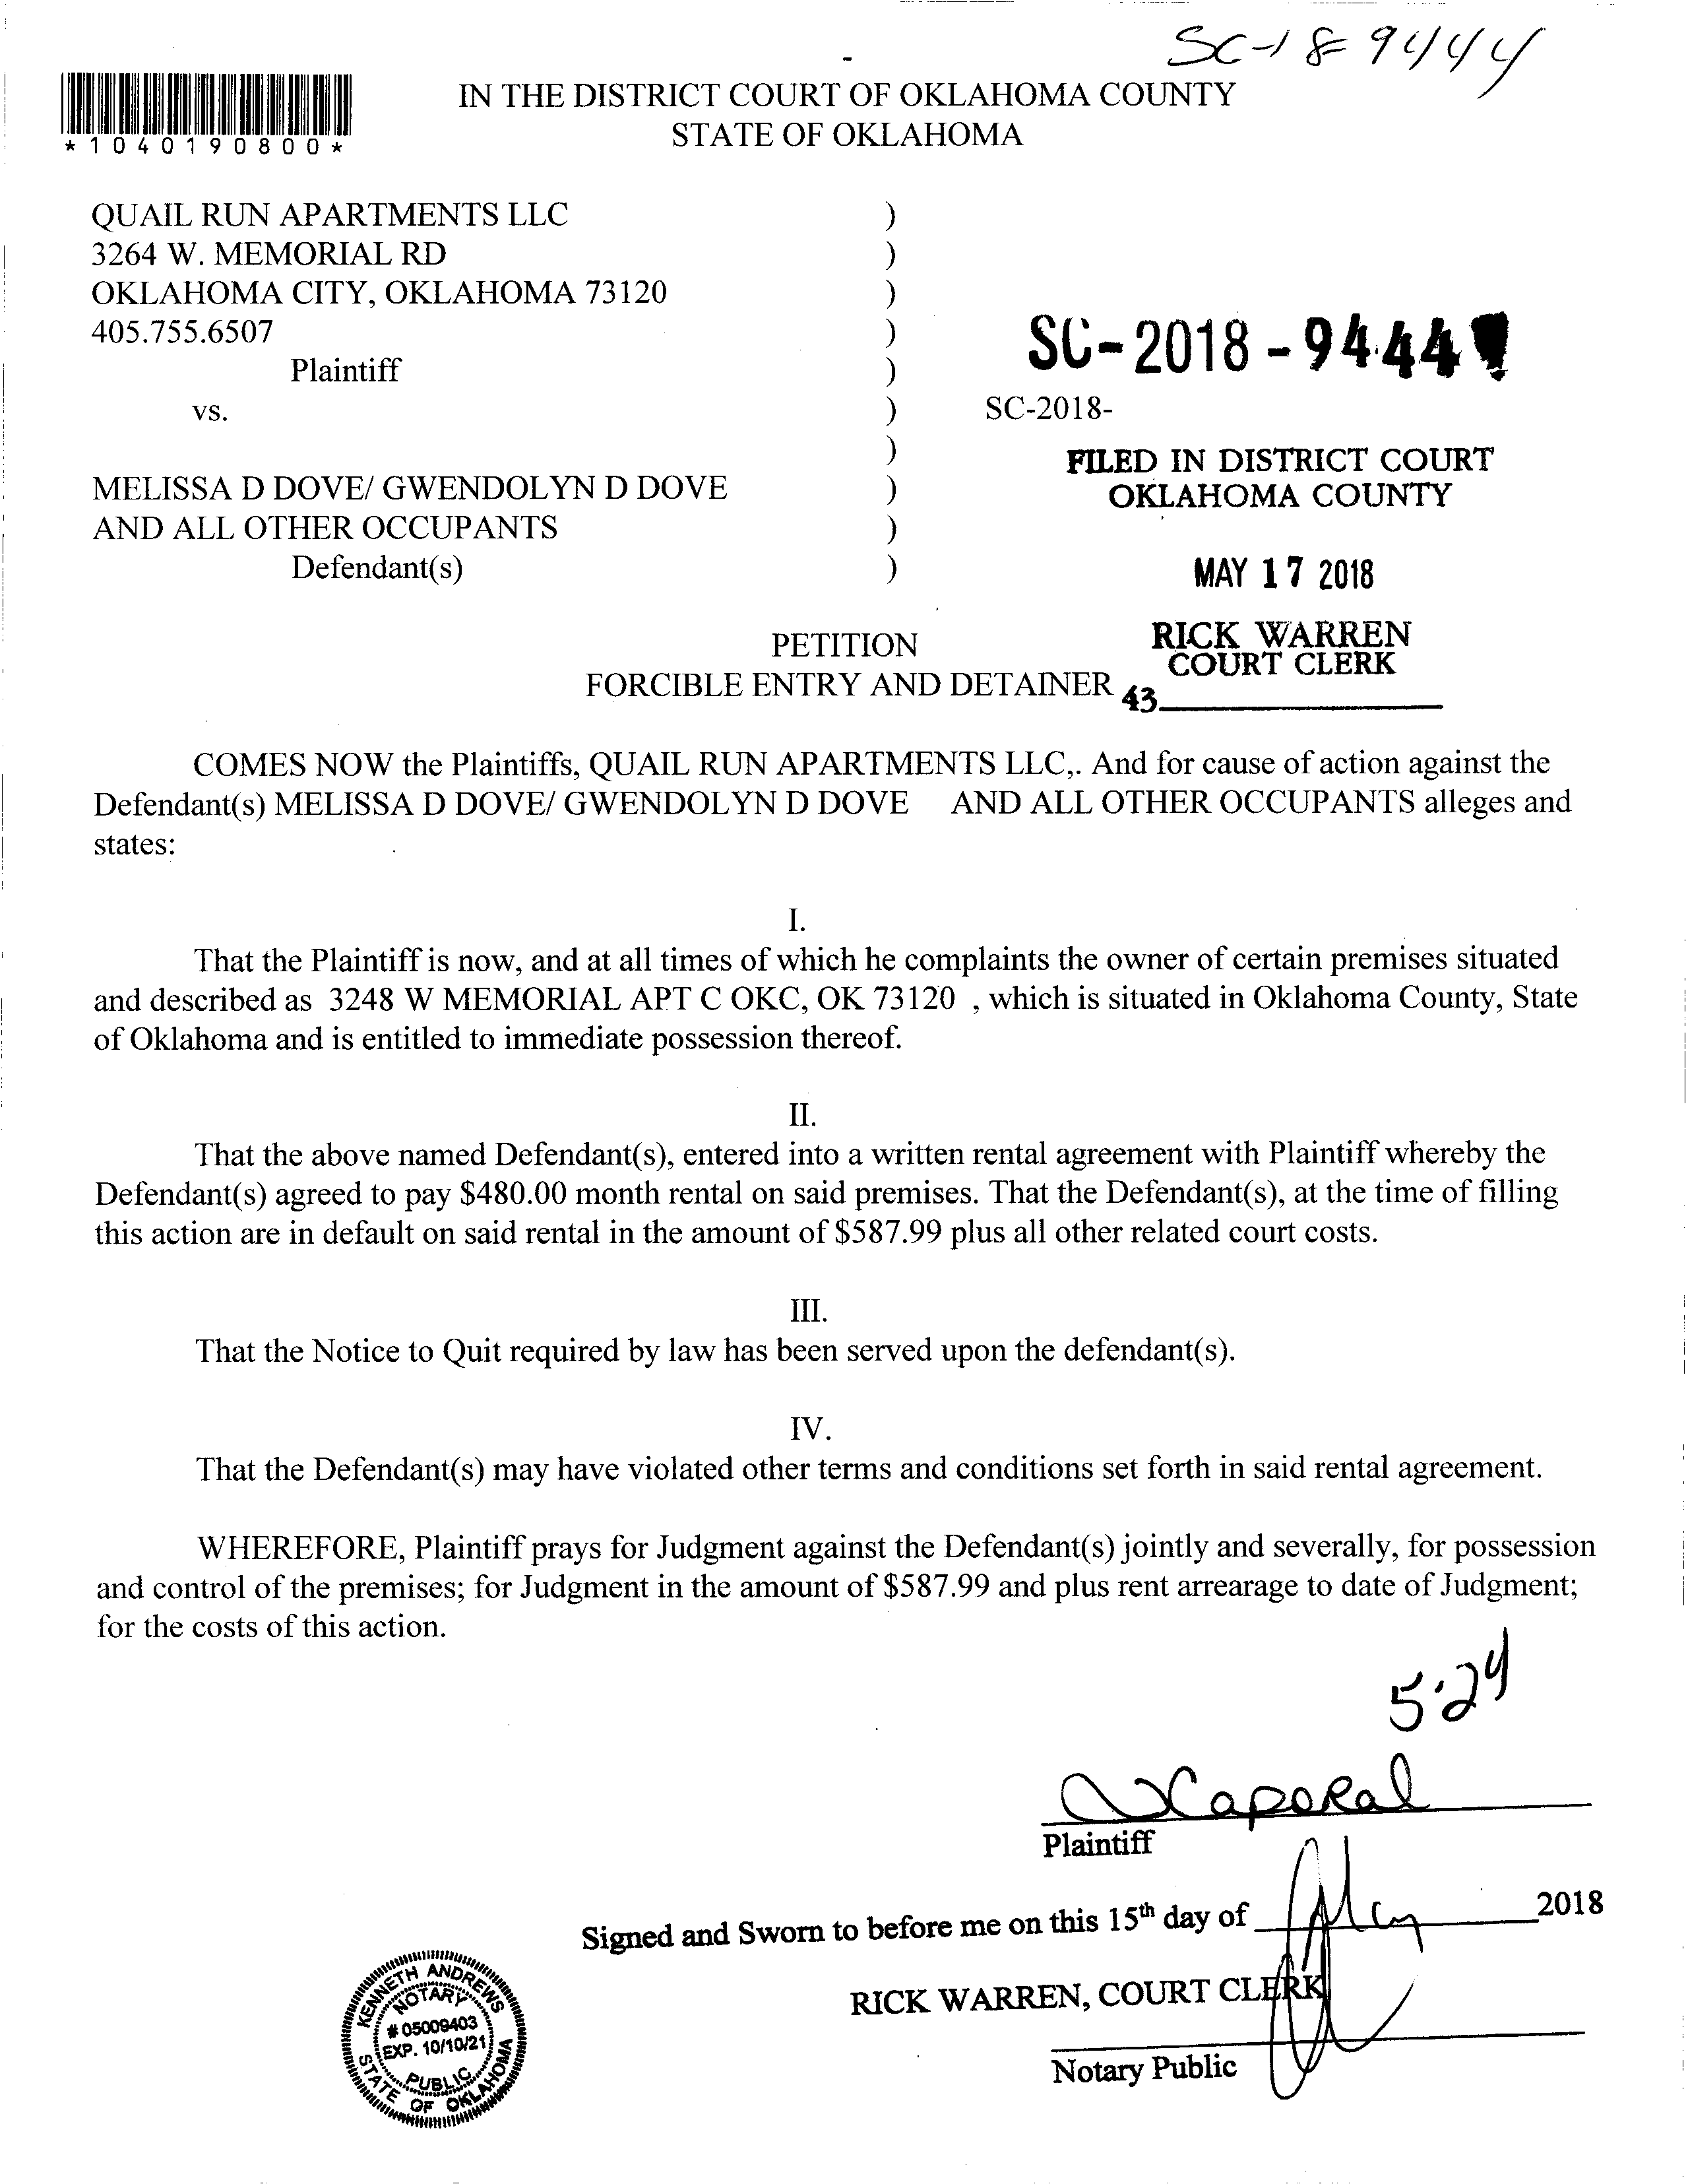 SC-18-9444
IN THE DISTRICT COURT OF OKLAHOMA COUNTY
STATE OF OKLAHOMA
*1040190800*
QUAIL RUN APARTMENTS LLC )
3264 W. MEMORIAL RD )
OKLAHOMA CITY, OKLAHOMA 73120 )
405.755.6507 )
SC-2018-9444
Plaintiff )
vs. ) SC-2018-
)
FILED IN DISTRICT COURT
MELISSA D DOVE/ GWENDOLYN D DOVE )
OKLAHOMA COUNTY
AND ALL OTHER OCCUPANTS )
Defendant(s) )
MAY 17 2018
PETITION
RICK WARREN
COURT CLERK
FORCIBLE ENTRY AND DETAINER
43
COMES NOW the Plaintiffs, QUAIL RUN APARTMENTS LLC,. And for cause of action against the
Defendant(s) MELISSA D DOVE/ GWENDOLYN D DOVE AND ALL OTHER OCCUPANTS alleges and
states:
I.
That the Plaintiff is now, and at all times of which he complaints the owner of certain premises situated
and described as 3248 W MEMORIAL APT C OKC, OK 73120 , which is situated in Oklahoma County, State
of Oklahoma and is entitled to immediate possession thereof.
II.
That the above named Defendant(s), entered into a written rental agreement with Plaintiff whereby the
Defendant(s) agreed to pay $480.00 month rental on said premises. That the Defendant(s), at the time of filling
this action are in default on said rental in the amount of $587.99 plus all other related court costs.
III.
That the Notice to Quit required by law has been served upon the defendant(s).
IV.
That the Defendant(s) may have violated other terms and conditions set forth in said rental agreement.
WHEREFORE, Plaintiff prays for Judgment against the Defendant(s) jointly and severally, for possession
and control of the premises; for Judgment in the amount of $587.99 and plus rent arrearage to date of Judgment;
for the costs of this action.
5.24
Caporal
Plaintiff
Signed and Sworn to before me on this 15th day of 2018
RICK WARREN, COURT CLERK
Notary Public
KENNETH ANDREWS
NOTARY
# 05009403
EXP. 10/10/21
PUBLIC
STATE OF OKLAHOMA